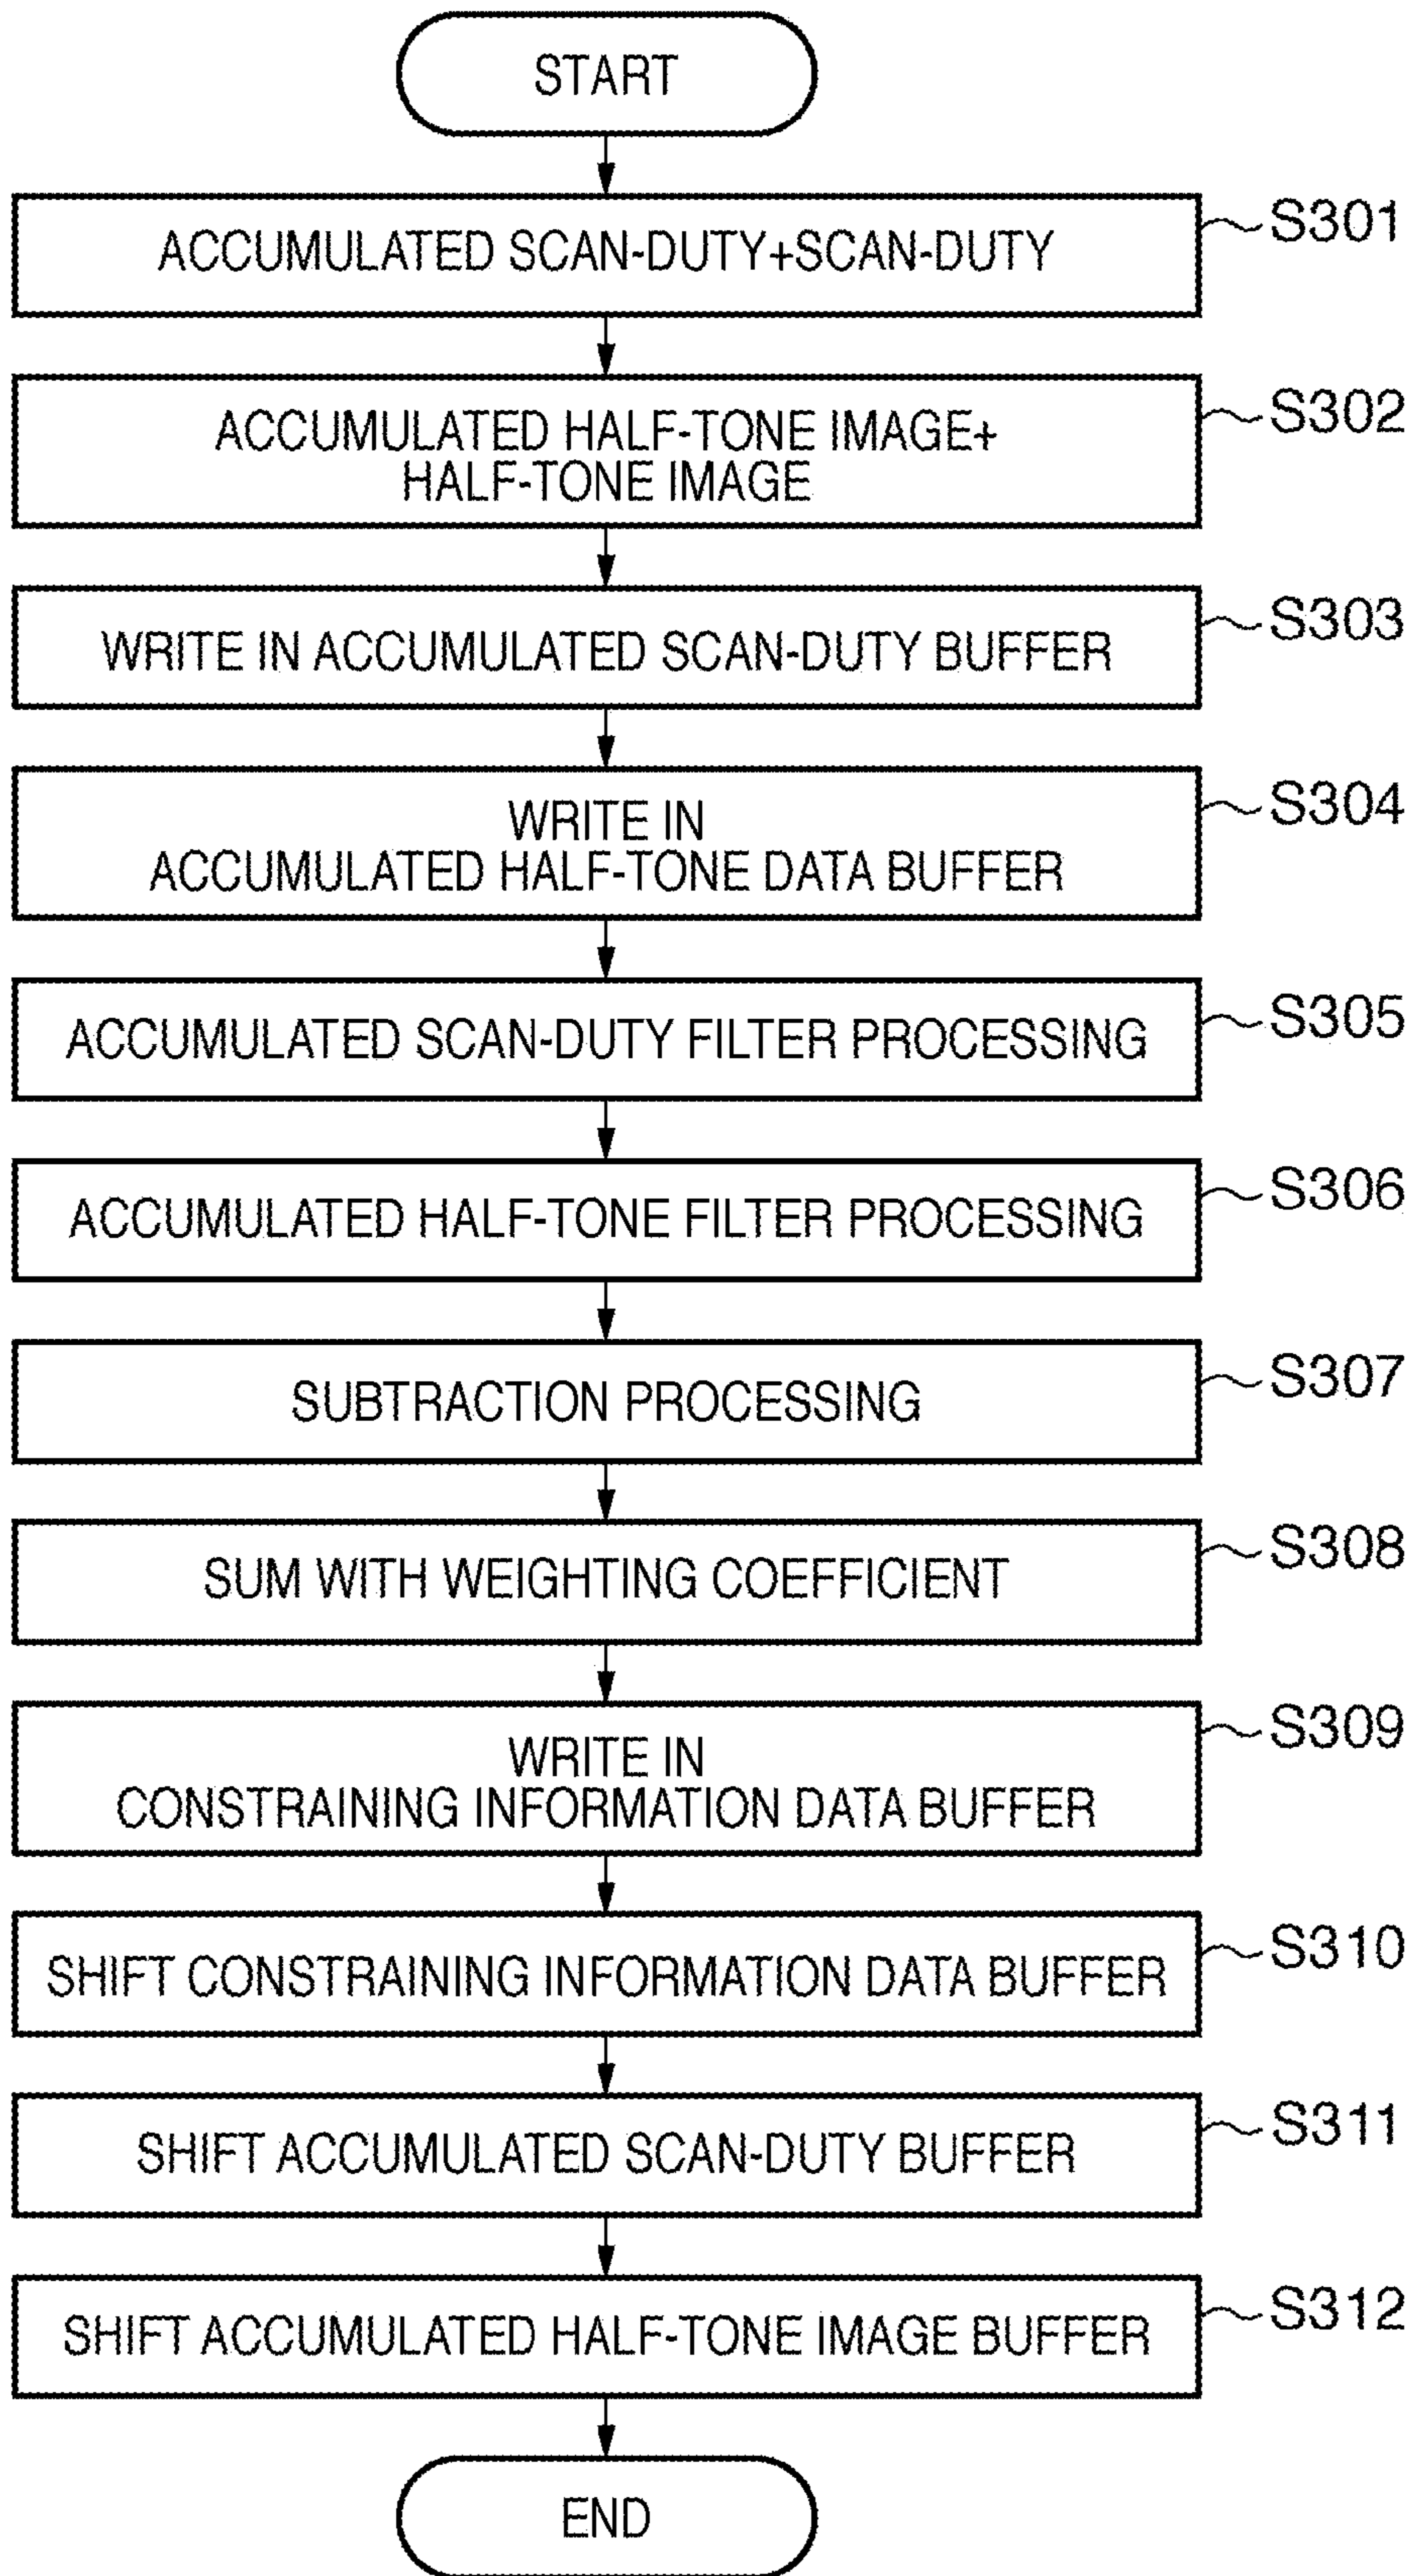 START
ACCUMULATED SCAN-DUTY+SCAN-DUTY
S301
ACCUMULATED HALF-TONE IMAGE+
HALF-TONE IMAGE
S302
WRITE IN ACCUMULATED SCAN-DUTY BUFFER
S303
WRITE IN
ACCUMULATED HALF-TONE DATA BUFFER
S304
ACCUMULATED SCAN-DUTY FILTER PROCESSING
S305
ACCUMULATED HALF-TONE FILTER PROCESSING
S306
SUBTRACTION PROCESSING
S307
SUM WITH WEIGHTING COEFFICIENT
S308
WRITE IN
CONSTRAINING INFORMATION DATA BUFFER
S309
SHIFT CONSTRAINING INFORMATION DATA BUFFER
S310
SHIFT ACCUMULATED SCAN-DUTY BUFFER
S311
SHIFT ACCUMULATED HALF-TONE IMAGE BUFFER
S312
END